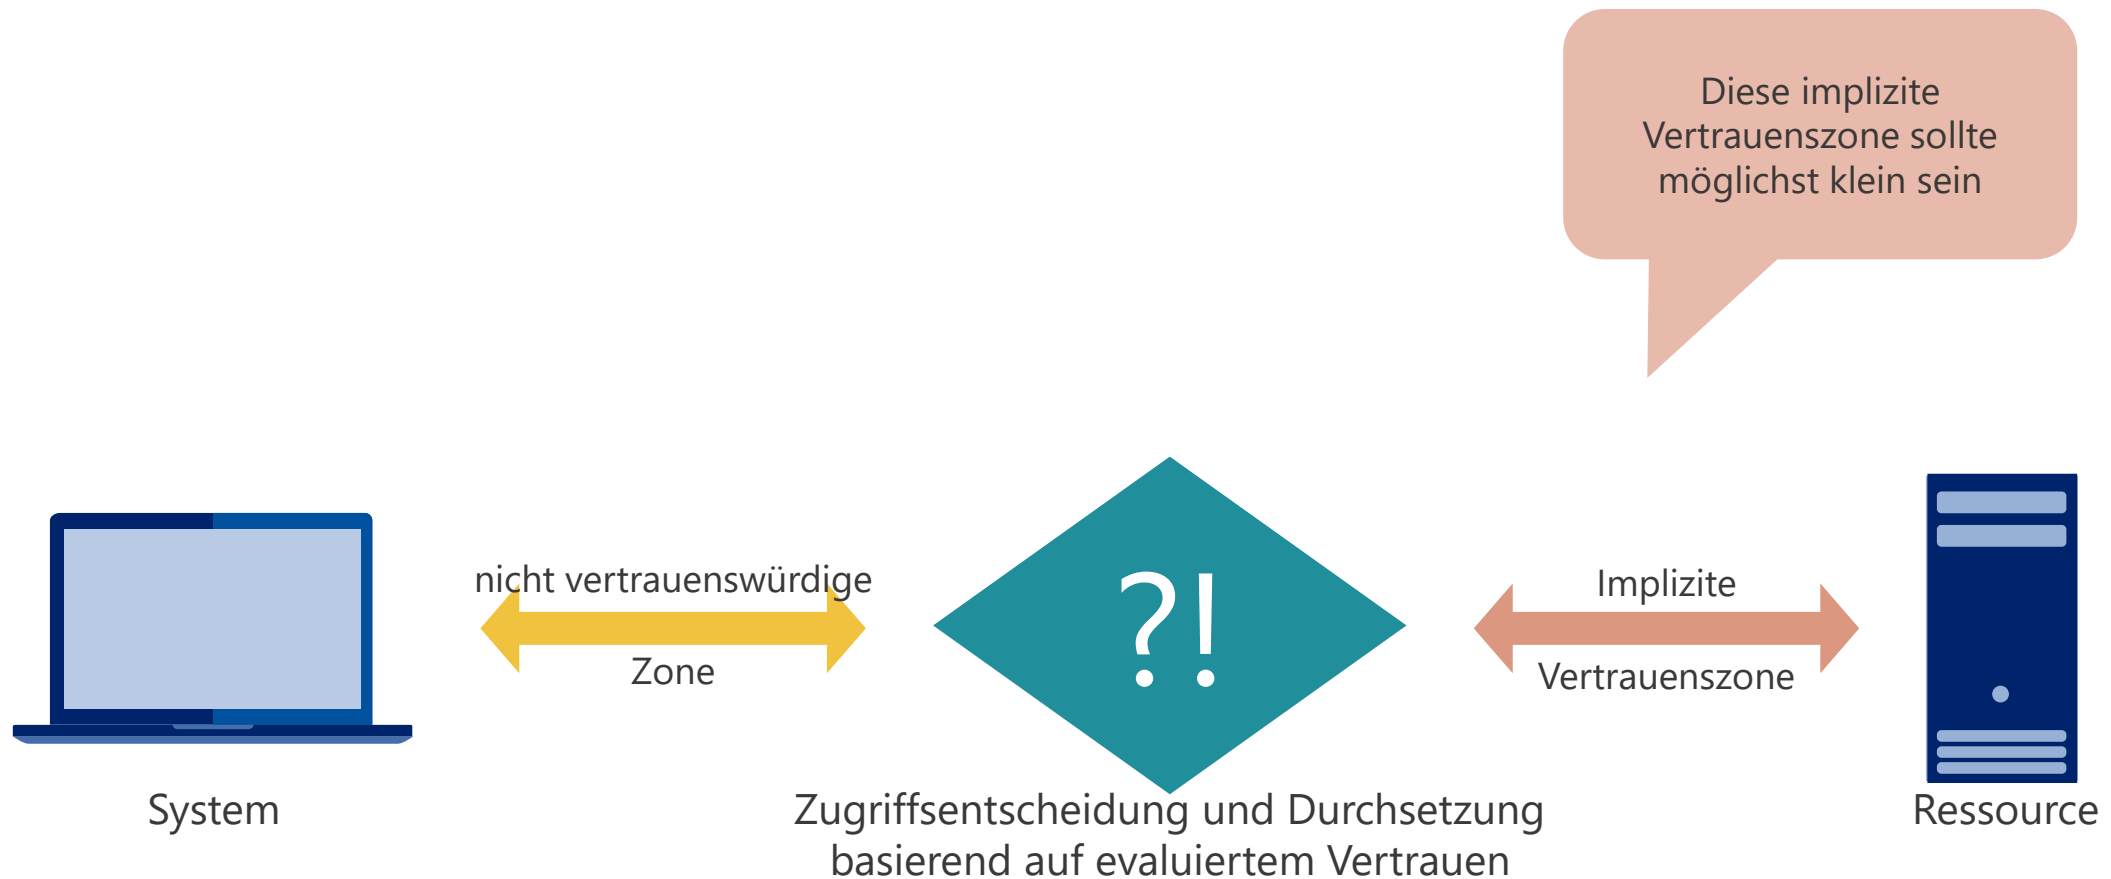 Diese implizite
Vertrauenszone sollte
möglichst klein sein
nicht vertrauenswürdige
Zone
?!
Implizite
Vertrauenszone
System
Zugriffsentscheidung und Durchsetzung
basierend auf evaluiertem Vertrauen
Ressource